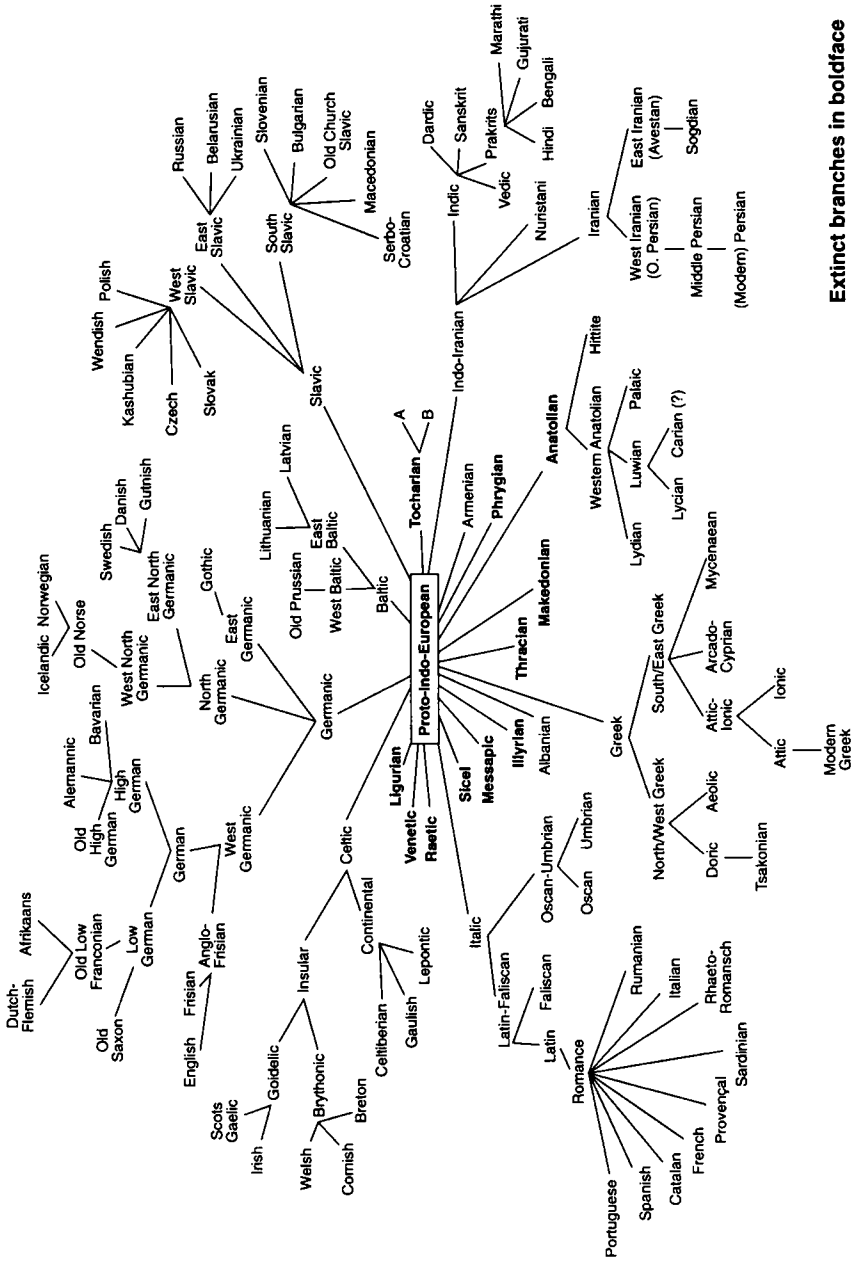 Dutch-
Flemish
Afrikaans
Old Low
Franconian
Old
Saxon
Low
German
Old
High
German
Alemannic
Bavarian
High
German
German
English
Frisian
Anglo-
Frisian
West
Germanic
Icelandic
Norwegian
Old Norse
West North
Germanic
Swedish
Danish
Gutnish
East North
Germanic
North
Germanic
Gothic
East
Germanic
Germanic
Scots
Gaelic
Irish
Goidelic
Welsh
Cornish
Breton
Brythonic
Insular
Celtiberian
Gaulish
Lepontic
Continental
Celtic
Lithuanian
Latvian
East
Baltic
Old Prussian
West Baltic
Baltic
Wendish
Polish
Kashubian
Czech
Slovak
West
Slavic
Russian
Belarusian
Ukrainian
East
Slavic
Slovenian
Bulgarian
Old Church
Slavic
Macedonian
Serbo-
Croatian
South
Slavic
Slavic
Ligurian
Venetic
Raetic
Proto-Indo-European
Tocharian
A
B
Sicel
Messapic
Illyrian
Albanian
Thracian
Makedonian
Phrygian
Armenian
Indo-Iranian
Indic
Dardic
Sanskrit
Prakrits
Vedic
Marathi
Gujurati
Bengali
Hindi
Nuristani
Iranian
West Iranian
(O. Persian)
Middle Persian
(Modern) Persian
East Iranian
(Avestan)
Sogdian
Anatolian
Hittite
Western Anatolian
Lydian
Luwian
Palaic
Lycian
Carian (?)
Italic
Latin-Faliscan
Faliscan
Latin
Romance
Portuguese
Spanish
Catalan
French
Provençal
Sardinian
Rhaeto-
Romansch
Italian
Rumanian
Oscan-Umbrian
Oscan
Umbrian
Greek
North/West Greek
Doric
Aeolic
Tsakonian
South/East Greek
Attic-
Ionic
Arcado-
Cyprian
Mycenaean
Attic
Ionic
Modern
Greek
Extinct branches in boldface